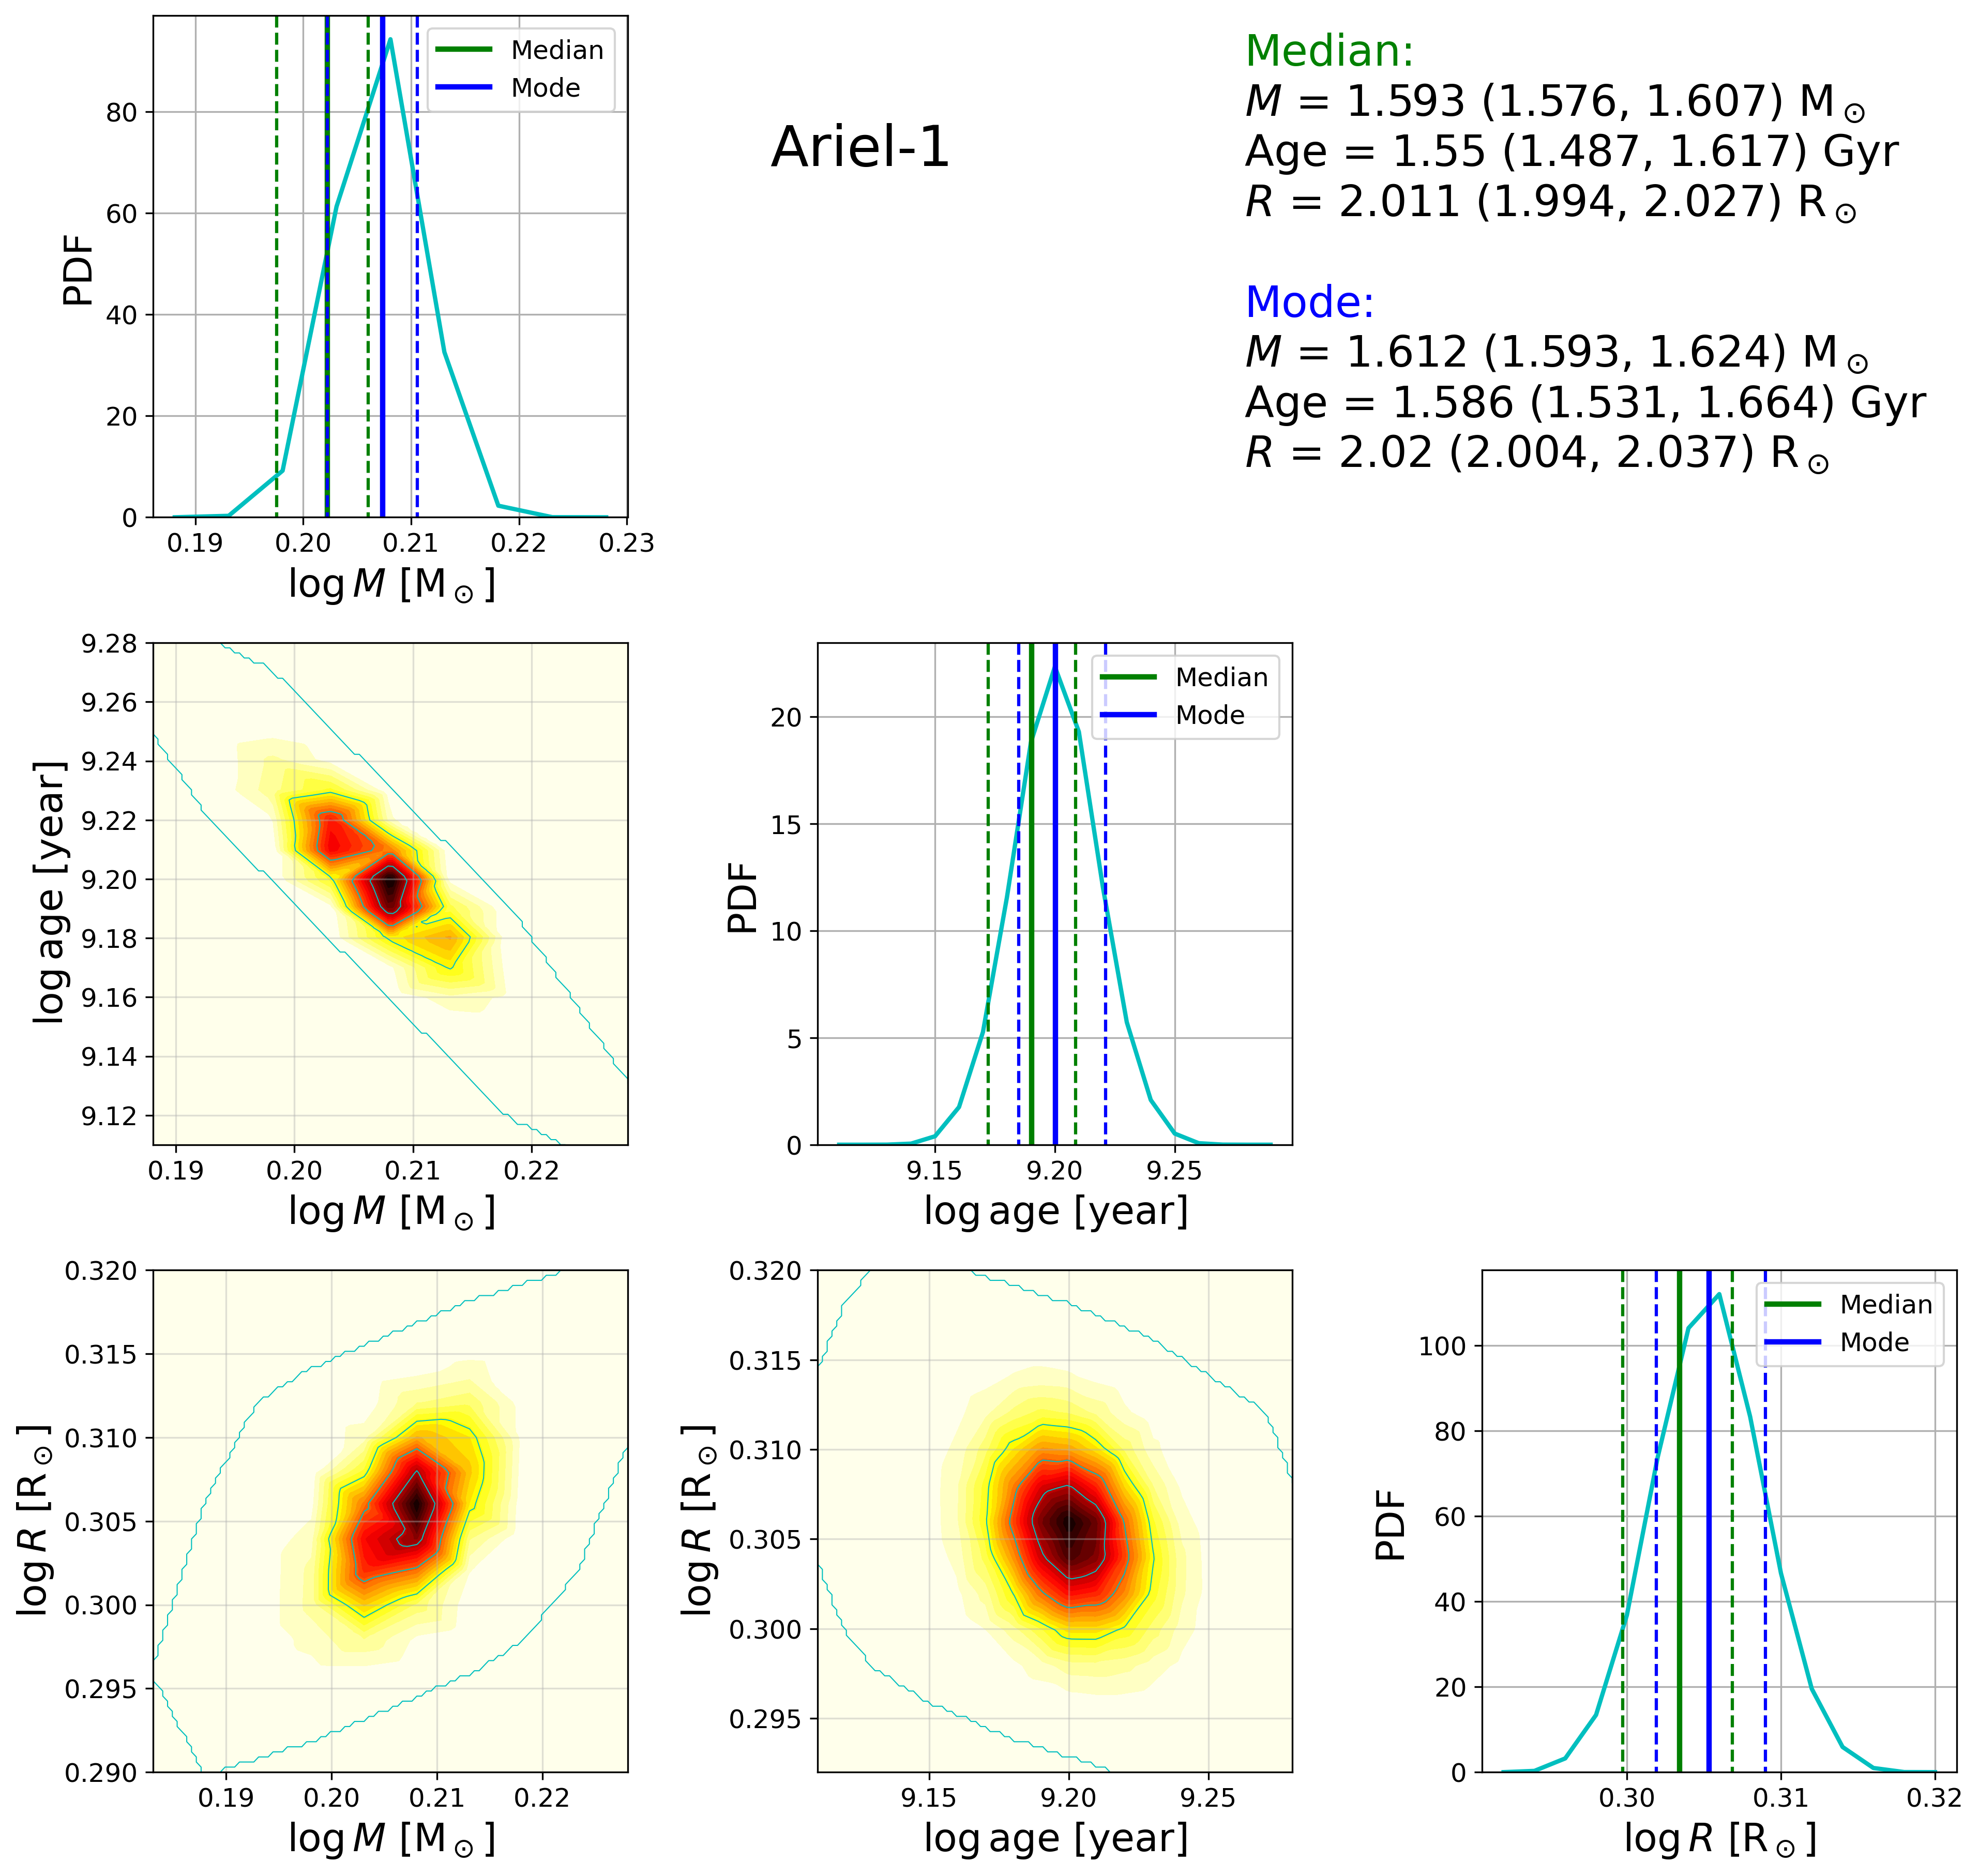 Median
Mode
PDF
80
60
40
20
0
0.19 0.20 0.21 0.22 0.23
log M [M⊙]
Ariel-1
Median:
M = 1.593 (1.576, 1.607) M⊙
Age = 1.55 (1.487, 1.617) Gyr
R = 2.011 (1.994, 2.027) R⊙
Mode:
M = 1.612 (1.593, 1.624) M⊙
Age = 1.586 (1.531, 1.664) Gyr
R = 2.02 (2.004, 2.037) R⊙
log age [year]
9.28
9.26
9.24
9.22
9.20
9.18
9.16
9.14
9.12
0.19 0.20 0.21 0.22
log M [M⊙]
Median
Mode
PDF
20
15
10
5
0
9.15 9.20 9.25
log age [year]
log R [R⊙]
0.320
0.315
0.310
0.305
0.300
0.295
0.290
0.19 0.20 0.21 0.22
log M [M⊙]
log R [R⊙]
0.320
0.315
0.310
0.305
0.300
0.295
9.15 9.20 9.25
log age [year]
Median
Mode
PDF
100
80
60
40
20
0
0.30 0.31 0.32
log R [R⊙]